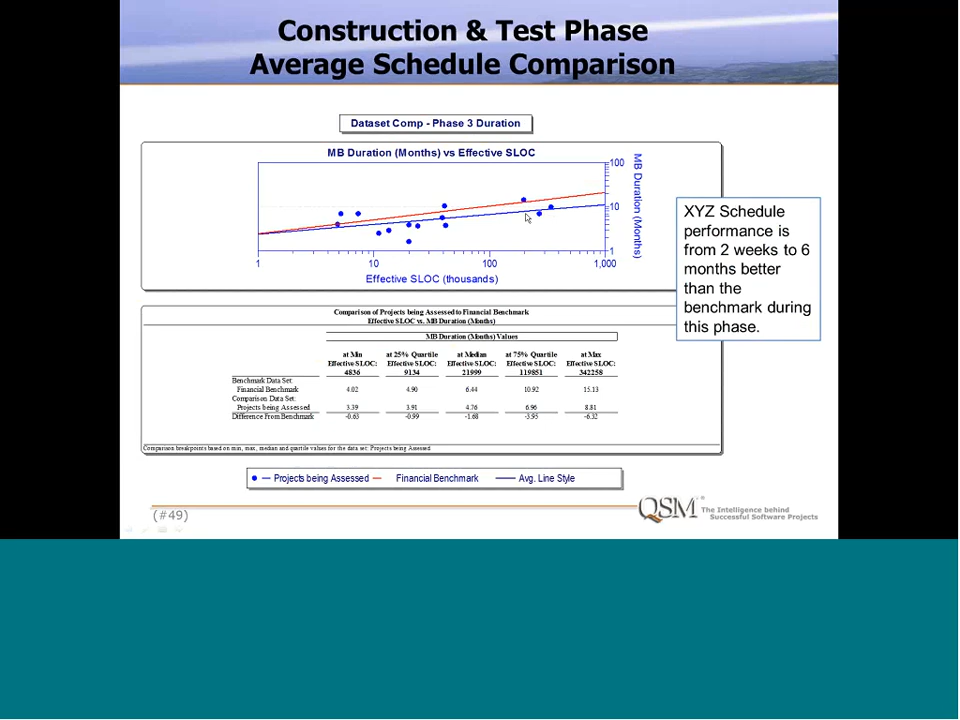 Construction & Test Phase
Average Schedule Comparison
Dataset Comp - Phase 3 Duration
MB Duration (Months) vs Effective SLOC
100
10
1
MB Duration (Months)
1 10 100 1,000
Effective SLOC (thousands)
XYZ Schedule
performance is
from 2 weeks to 6
months better
than the
benchmark during
this phase.
Comparison of Projects being Assessed to Financial Benchmark
Effective SLOC vs. MB Duration (Months)
MB Duration (Months) Values
at Min at 25% Quartile at Median at 75% Quartile at Max
Effective SLOC: Effective SLOC: Effective SLOC: Effective SLOC: Effective SLOC:
4836 9134 21999 119851 342258
Benchmark Data Set:
Financial Benchmark 4.02 4.90 6.44 10.92 15.13
Comparison Data Set:
Projects being Assessed 3.39 3.91 4.76 6.96 8.81
Difference From Benchmark -0.63 -0.99 -1.68 -3.95 -6.32
Comparison breakpoints based on min, max, median and quartile values for the data set: Projects being Assessed
Projects being Assessed Financial Benchmark Avg. Line Style
(#49)
QSM® The Intelligence behind
Successful Software Projects